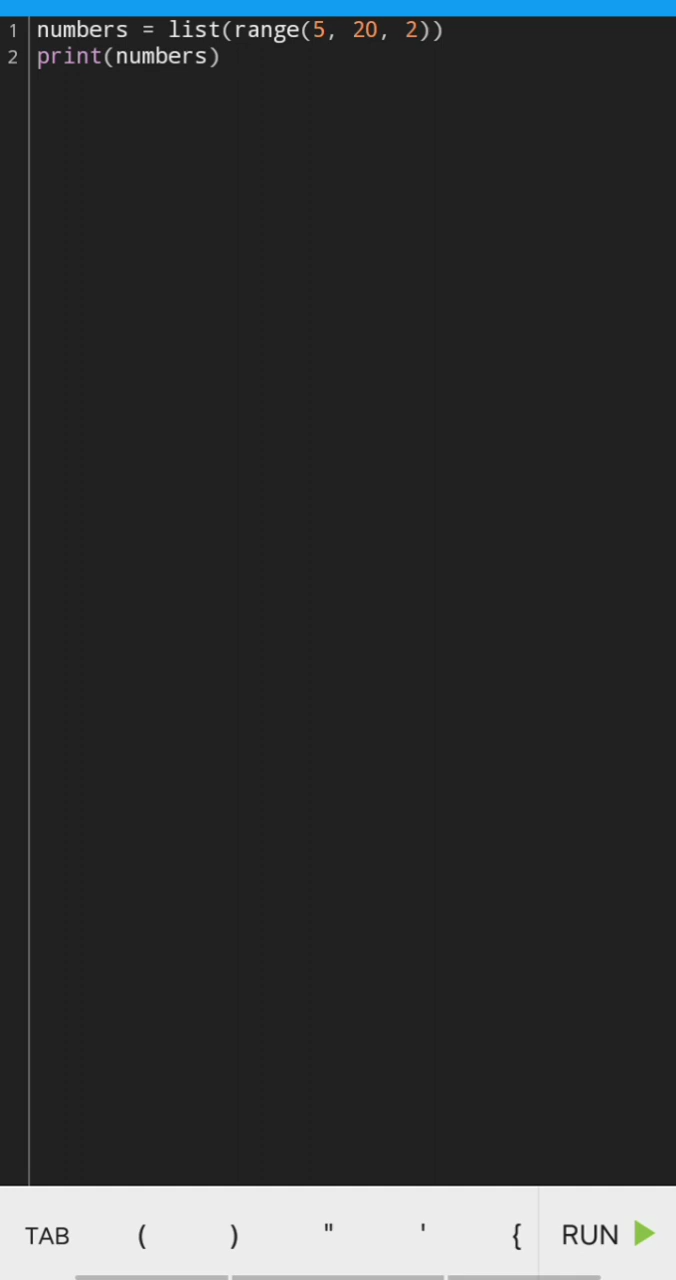 1 numbers = list(range(5, 20, 2))
2 print(numbers)
TAB ( ) " ' { RUN